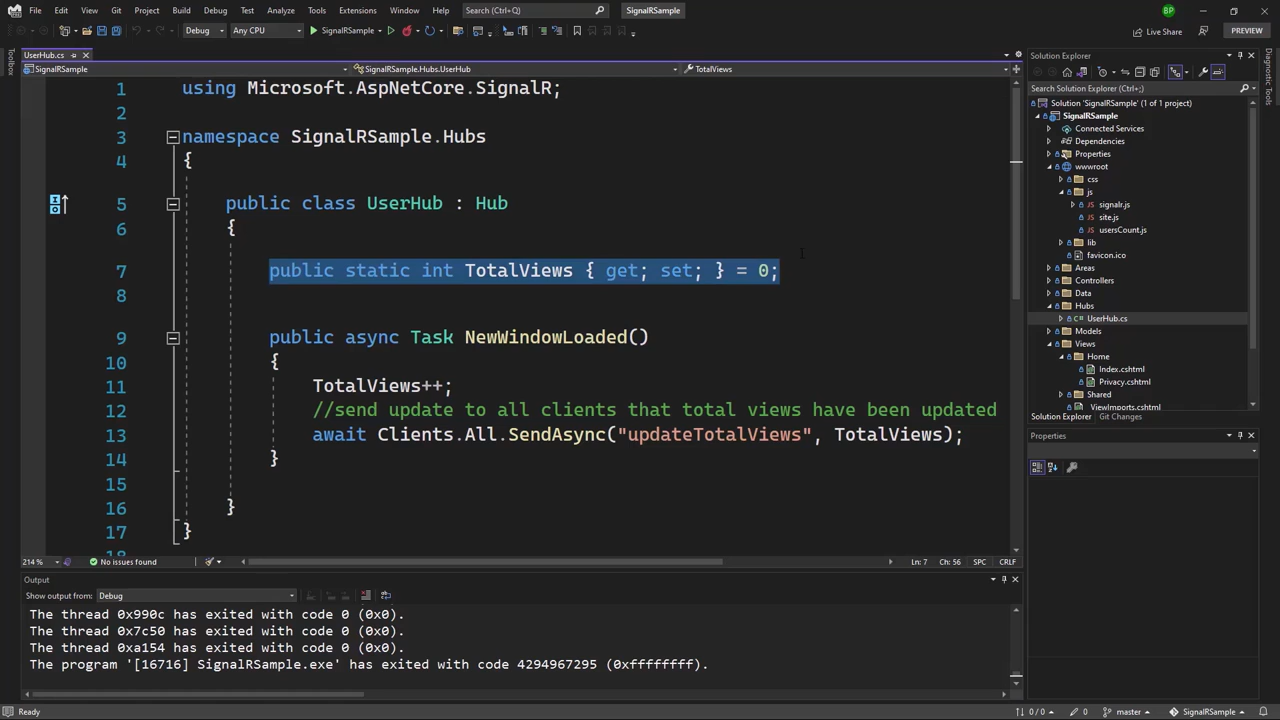 File Edit View Git Project Build Debug Test Analyze Tools Extensions Window Help Search (Ctrl+Q) SignalRSample BP
Debug Any CPU SignalRSample Live Share PREVIEW
UserHub.cs
SignalRSample SignalRSample.Hubs.UserHub TotalViews
1 using Microsoft.AspNetCore.SignalR;
2
3 namespace SignalRSample.Hubs
4 {
5 public class UserHub : Hub
6 {
7 public static int TotalViews { get; set; } = 0;
8
9 public async Task NewWindowLoaded()
10 {
11 TotalViews++;
12 //send update to all clients that total views have been updated
13 await Clients.All.SendAsync("updateTotalViews", TotalViews);
14 }
15
16 }
17 }
18
214 % No issues found Ln: 7 Ch: 56 SPC CRLF
Output
Show output from: Debug
The thread 0x990c has exited with code 0 (0x0).
The thread 0x7c50 has exited with code 0 (0x0).
The thread 0xa154 has exited with code 0 (0x0).
The program '[16716] SignalRSample.exe' has exited with code 4294967295 (0xffffffff).
Toolbox
Solution Explorer
Search Solution Explorer (Ctrl+;)
Solution 'SignalRSample' (1 of 1 project)
SignalRSample
Connected Services
Dependencies
Properties
wwwroot
css
js
signalr.js
site.js
usersCount.js
lib
favicon.ico
Areas
Controllers
Data
Hubs
UserHub.cs
Models
Views
Home
Index.cshtml
Privacy.cshtml
Shared
_ViewImports.cshtml
Solution Explorer Git Changes
Properties
Diagnostic Tools
Ready 0 / 0 0 master SignalRSample